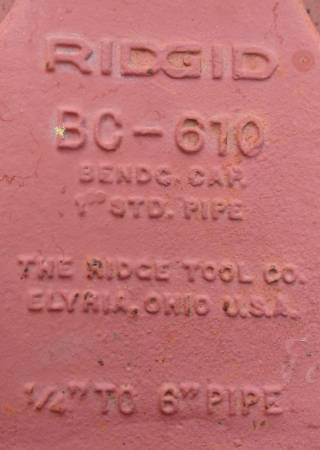 RIDGID
BC-610
BENDG. CAP.
1" STD. PIPE
THE RIDGE TOOL CO.
ELYRIA, OHIO U.S.A.
1/4" TO 6" PIPE